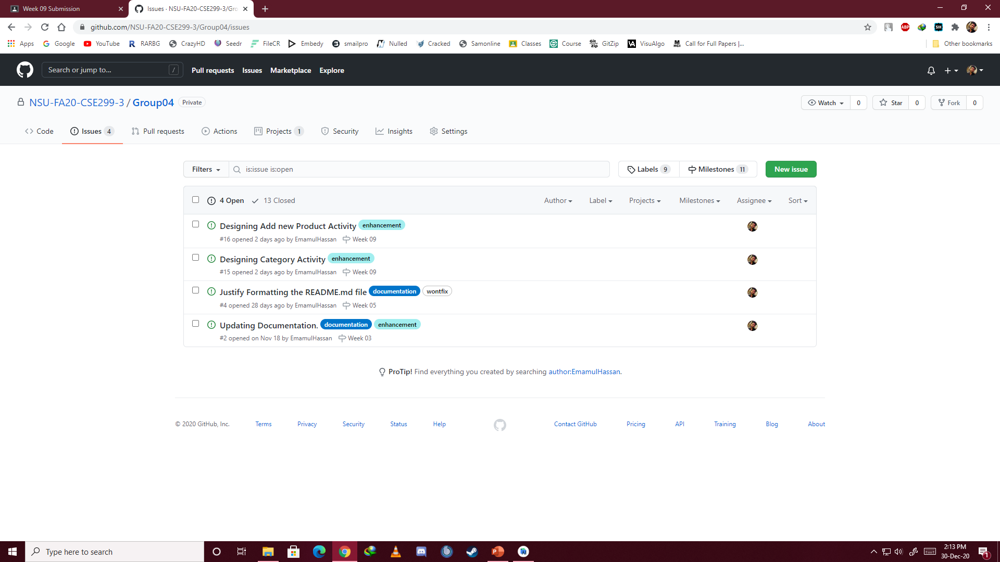 Week 09 Submission
Issues · NSU-FA20-CSE299-3/Gro
github.com/NSU-FA20-CSE299-3/Group04/issues
Apps Google YouTube RARBG CrazyHD Seedr FileCR Embedy smailpro Nulled Cracked Samonline Classes Course GitZip VisuAlgo Call for Full Papers |... Other bookmarks
Search or jump to... / Pull requests Issues Marketplace Explore
NSU-FA20-CSE299-3 / Group04 Private Watch 0 Star 0 Fork 0
Code Issues 4 Pull requests Actions Projects 1 Security Insights Settings
Filters is:issue is:open Labels 9 Milestones 11 New issue
4 Open 13 Closed Author Label Projects Milestones Assignee Sort
Designing Add new Product Activity enhancement
#16 opened 2 days ago by EmamulHassan Week 09
Designing Category Activity enhancement
#15 opened 2 days ago by EmamulHassan Week 09
Justify Formatting the README.md file documentation wontfix
#4 opened 28 days ago by EmamulHassan Week 05
Updating Documentation. documentation enhancement
#2 opened on Nov 18 by EmamulHassan Week 03
ProTip! Find everything you created by searching author:EmamulHassan.
© 2020 GitHub, Inc. Terms Privacy Security Status Help Contact GitHub Pricing API Training Blog About
Type here to search
2:13 PM
30-Dec-20
1